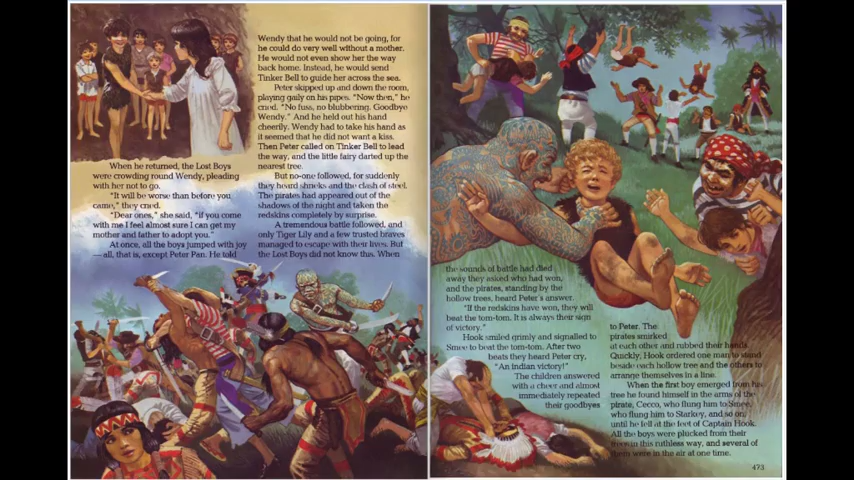 When he returned, the Lost Boys
were crowding round Wendy, pleading
with her not to go.
"It will be worse than before you
came," they cried.
"Dear ones," she said, "if you come
with me I feel almost sure I can get my
mother and father to adopt you."
At once, all the boys jumped with joy
— all, that is, except Peter Pan. He told
Wendy that he would not be going, for
he could do very well without a mother.
He would not even show her the way
back home. Instead, he would send
Tinker Bell to guide her across the sea.
Peter skipped up and down the room,
playing gaily on his pipes. "Now then," he
cried. "No fuss, no blubbering. Goodbye
Wendy." And he held out his hand
cheerily. Wendy had to take his hand as
it seemed that he did not want a kiss.
Then Peter called on Tinker Bell to lead
the way, and the little fairy darted up the
nearest tree.
But no-one followed, for suddenly
they heard shrieks and the clash of steel.
The pirates had appeared out of the
shadows of the night and taken the
redskins completely by surprise.
A tremendous battle followed, and
only Tiger Lily and a few trusted braves
managed to escape with their lives. But
the Lost Boys did not know this. When
the sounds of battle had died
away they asked who had won,
and the pirates, standing by the
hollow trees, heard Peter's answer.
"If the redskins have won, they will
beat the tom-tom. It is always their sign
of victory."
Hook smiled grimly and signalled to
Smee to beat the tom-tom. After two
beats they heard Peter cry,
"An Indian victory!"
The children answered
with a cheer and almost
immediately repeated
their goodbyes
to Peter. The
pirates smirked
at each other and rubbed their hands.
Quickly, Hook ordered one man to stand
beside each hollow tree and the others to
arrange themselves in a line.
When the first boy emerged from his
tree he found himself in the arms of the
pirate, Cecco, who flung him to Smee,
who flung him to Starkey, and so on,
until he fell at the feet of Captain Hook.
All the boys were plucked from their
trees in this ruthless way, and several of
them were in the air at one time.
473